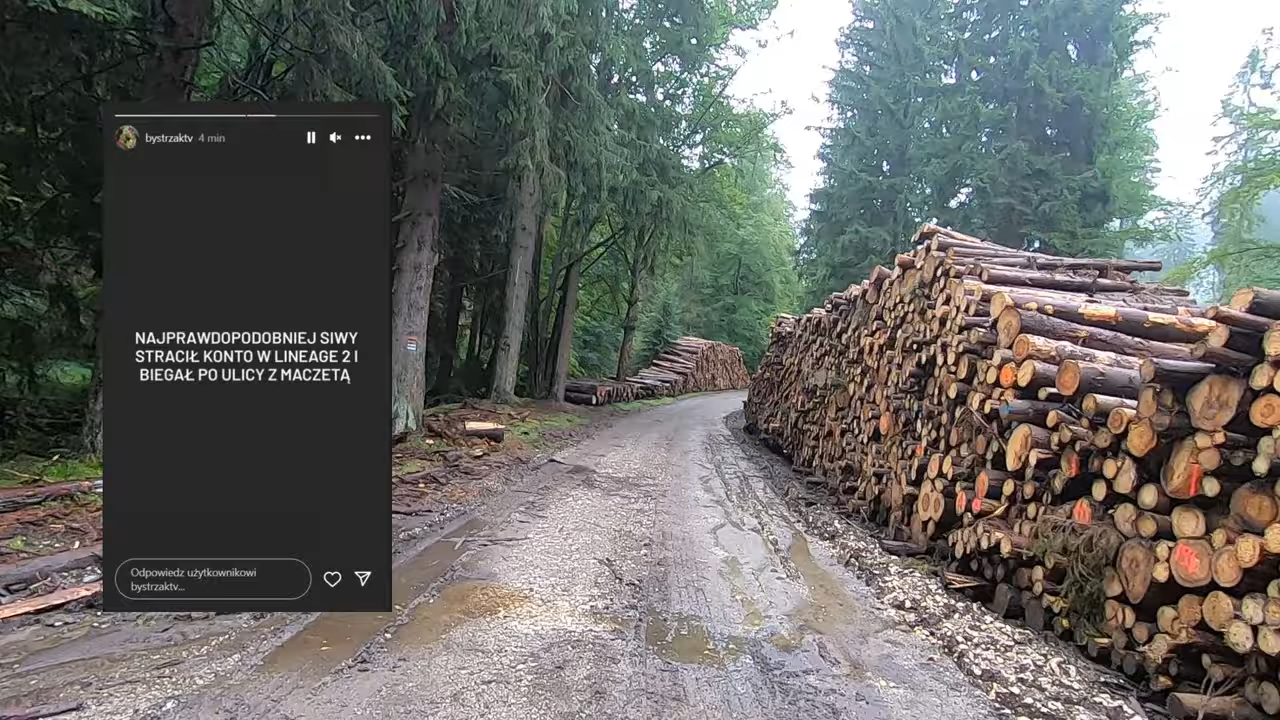 bystrzaktv 4 min
NAJPRAWDOPODOBNIEJ SIWY
STRACIŁ KONTO W LINEAGE 2 I
BIEGAŁ PO ULICY Z MACZETĄ
Odpowiedz użytkownikowi
bystrzaktv...